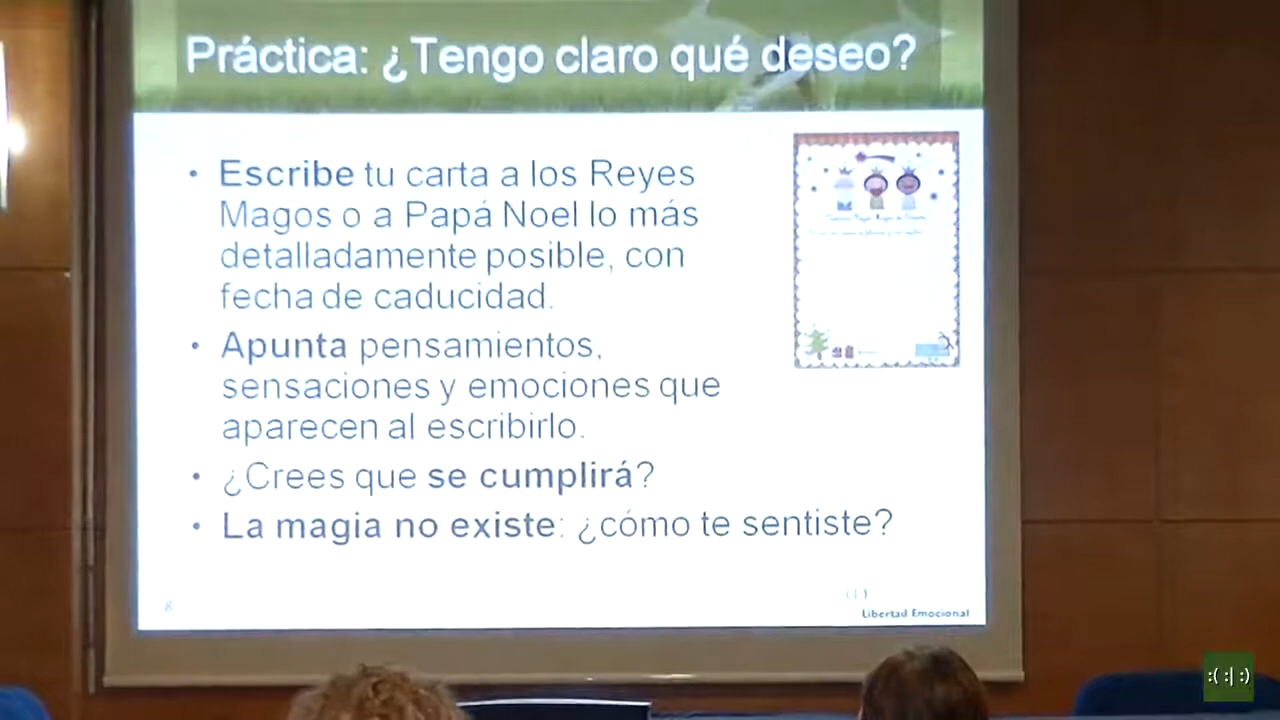 Práctica: ¿Tengo claro qué deseo?
• Escribe tu carta a los Reyes
Magos o a Papá Noel lo más
detalladamente posible, con
fecha de caducidad.
• Apunta pensamientos,
sensaciones y emociones que
aparecen al escribirlo.
• ¿Crees que se cumplirá?
• La magia no existe: ¿cómo te sentiste?
8
Libertad Emocional
:( :| :)